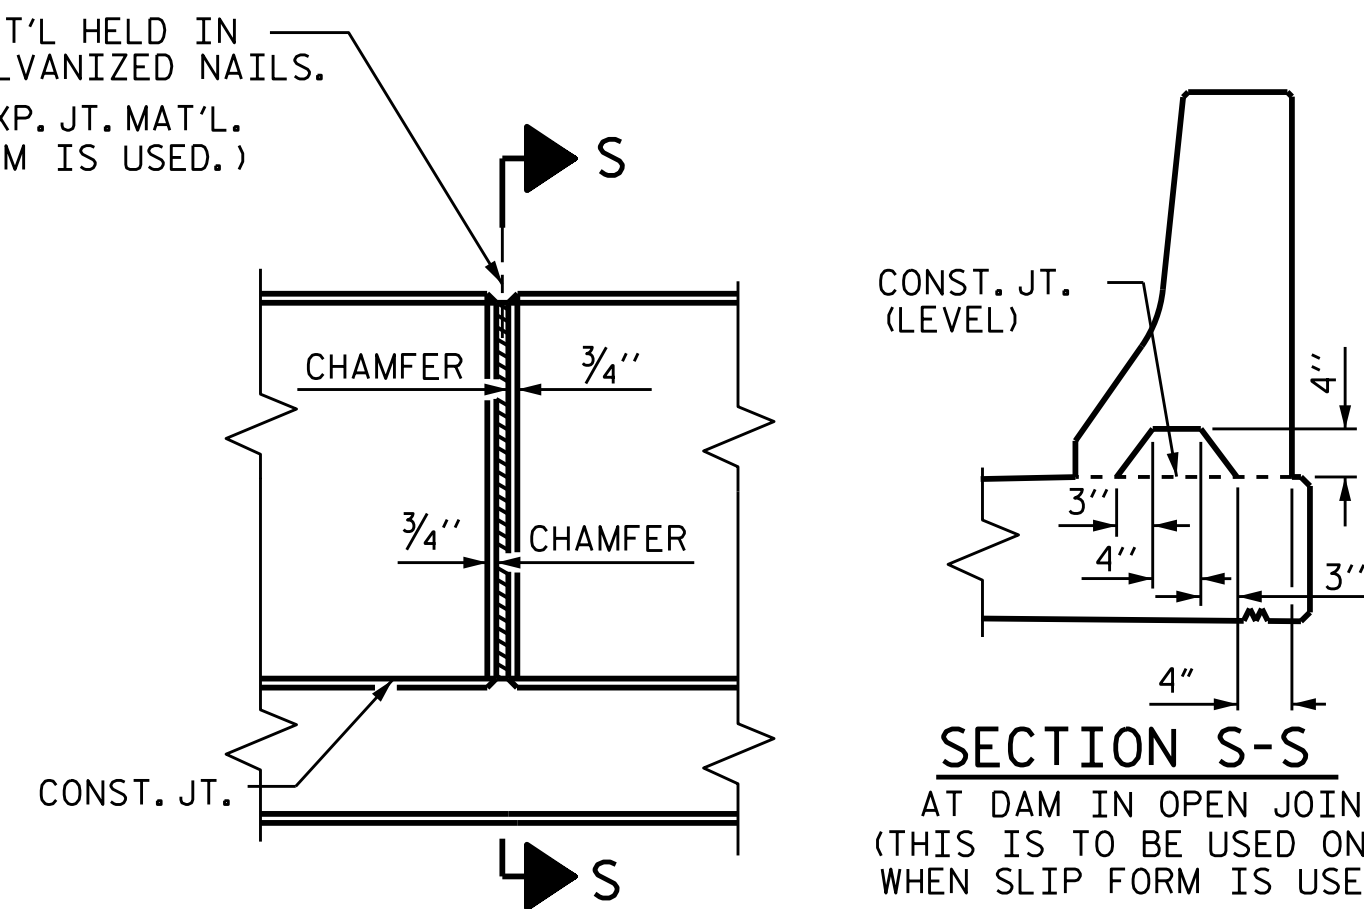 T'L HELD IN
LVANIZED NAILS.
XP. JT. MAT'L.
M IS USED.)
S
CONST. JT.
(LEVEL)
CHAMFER
3/4''
4''
3''
3/4''
CHAMFER
4''
3''
4"
CONST. JT.
S
SECTION S-S
AT DAM IN OPEN JOIN
(THIS IS TO BE USED ON
WHEN SLIP FORM IS USE